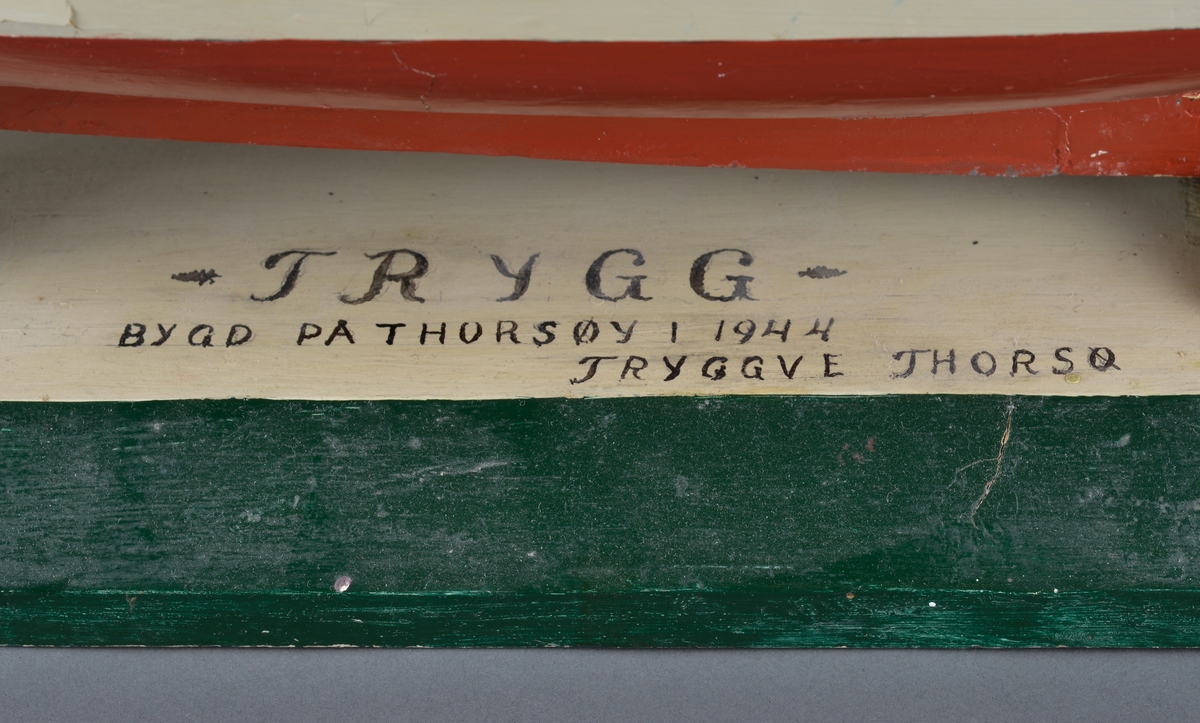 - TRYGG -
BYGD PÅ THORSØY I 1944
TRYGGVE THORSØ